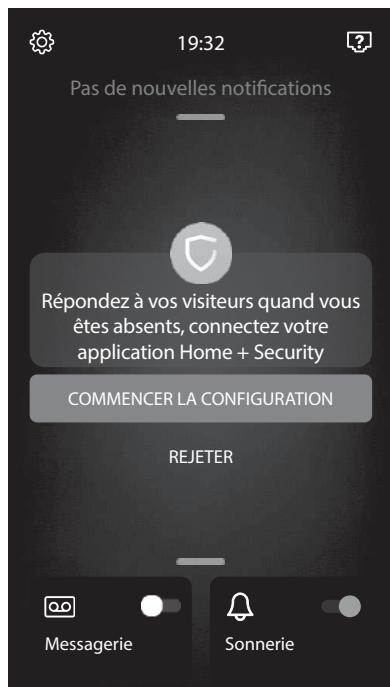 19:32
Pas de nouvelles notifications
Répondez à vos visiteurs quand vous
êtes absents, connectez votre
application Home + Security
COMMENCER LA CONFIGURATION
REJETER
Messagerie
Sonnerie